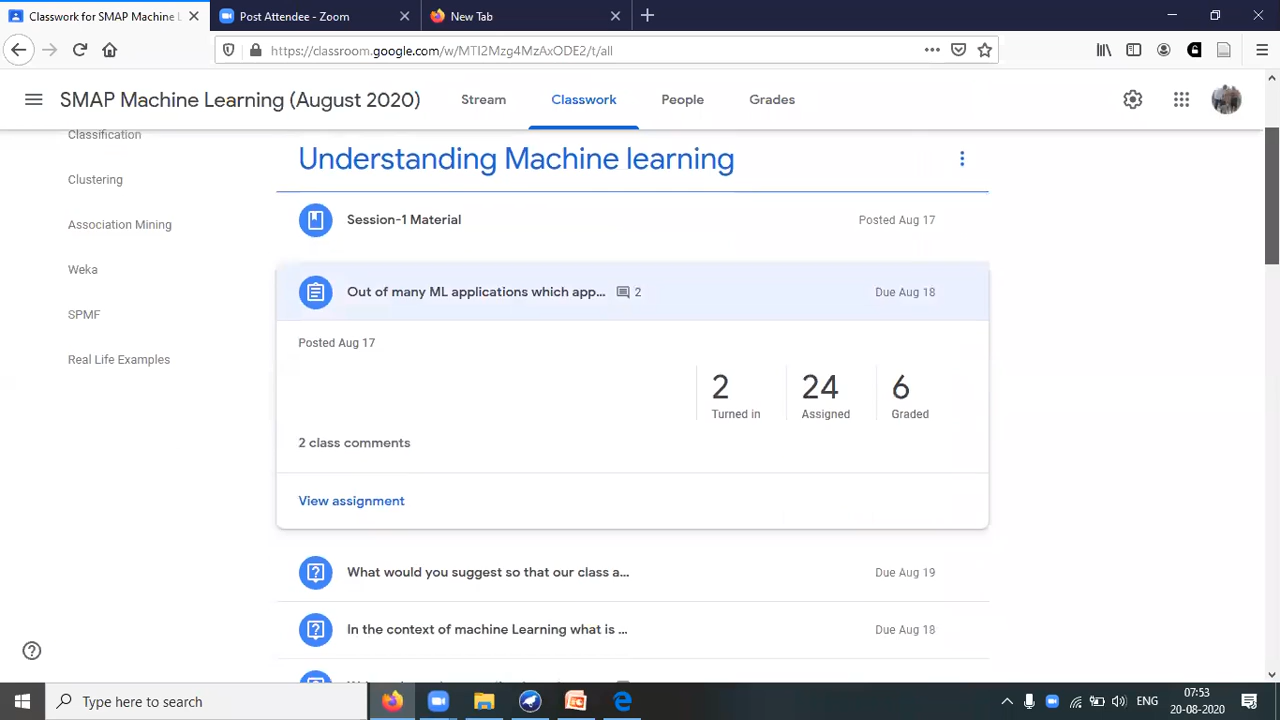 Classwork for SMAP Machine L
Post Attendee - Zoom
New Tab
https://classroom.google.com/w/MTI2Mzg4MzAxODE2/t/all
SMAP Machine Learning (August 2020)
Stream
Classwork
People
Grades
Classification
Clustering
Association Mining
Weka
SPMF
Real Life Examples
Understanding Machine learning
Session-1 Material
Posted Aug 17
Out of many ML applications which app...
2
Due Aug 18
Posted Aug 17
2
24
6
Turned in
Assigned
Graded
2 class comments
View assignment
What would you suggest so that our class a...
Due Aug 19
In the context of machine Learning what is ...
Due Aug 18
Type here to search
ENG
07:53
20-08-2020